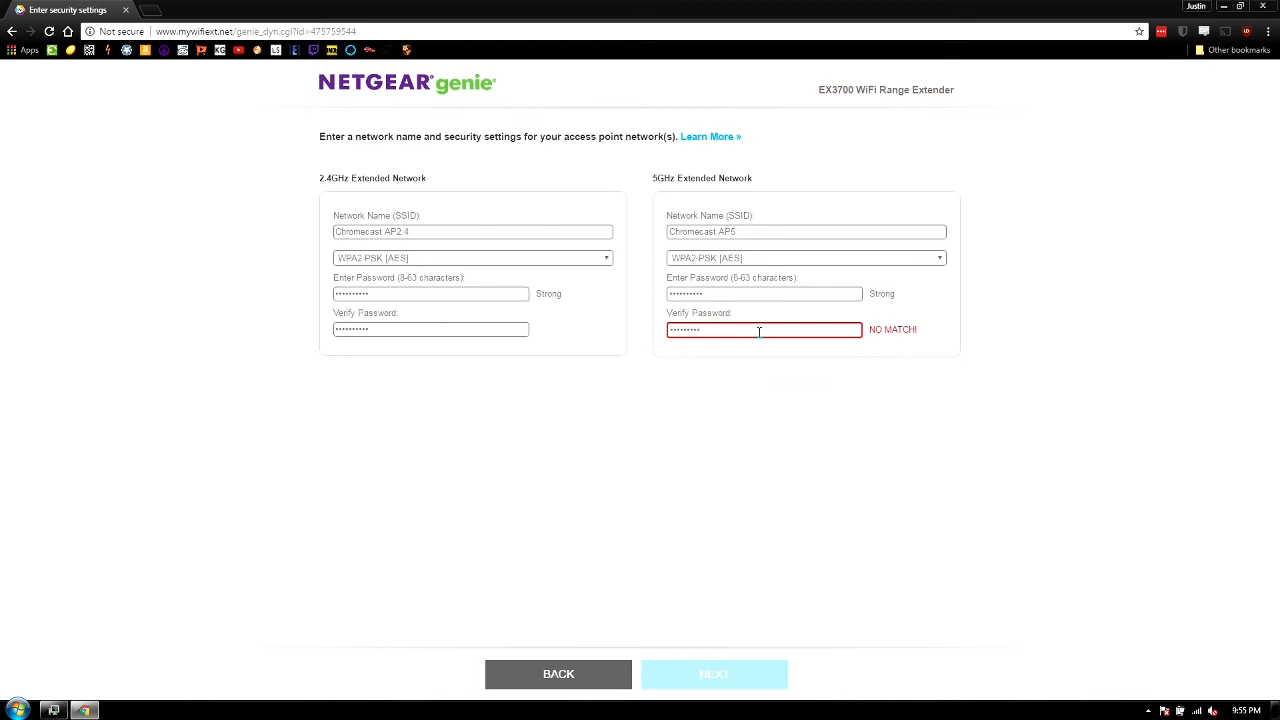 Enter security settings
Justin
Not secure | www.mywifiext.net/genie_dyn.cgi?id=475759544
Apps
Other bookmarks
NETGEAR® genie®
EX3700 WiFi Range Extender
Enter a network name and security settings for your access point network(s). Learn More »
2.4GHz Extended Network
Network Name (SSID):
Chromecast AP2.4
WPA2-PSK [AES]
Enter Password (8-63 characters):
•••••••••• Strong
Verify Password:
••••••••••
5GHz Extended Network
Network Name (SSID):
Chromecast AP5
WPA2-PSK [AES]
Enter Password (8-63 characters):
•••••••••• Strong
Verify Password:
••••••••• NO MATCH!
BACK
NEXT
9:55 PM